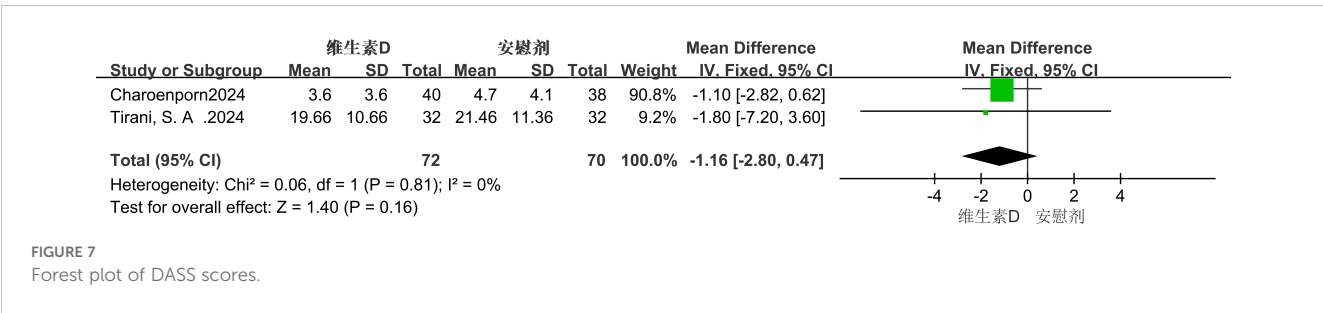 维生素D 安慰剂 Mean Difference Mean Difference
Study or Subgroup Mean SD Total Mean SD Total Weight IV, Fixed, 95% CI IV, Fixed, 95% CI
Charoenporn2024 3.6 3.6 40 4.7 4.1 38 90.8% -1.10 [-2.82, 0.62]
Tirani, S. A .2024 19.66 10.66 32 21.46 11.36 32 9.2% -1.80 [-7.20, 3.60]
Total (95% CI) 72 70 100.0% -1.16 [-2.80, 0.47]
Heterogeneity: Chi² = 0.06, df = 1 (P = 0.81); I² = 0%
Test for overall effect: Z = 1.40 (P = 0.16)
-4 -2 0 2 4
维生素D 安慰剂
FIGURE 7
Forest plot of DASS scores.